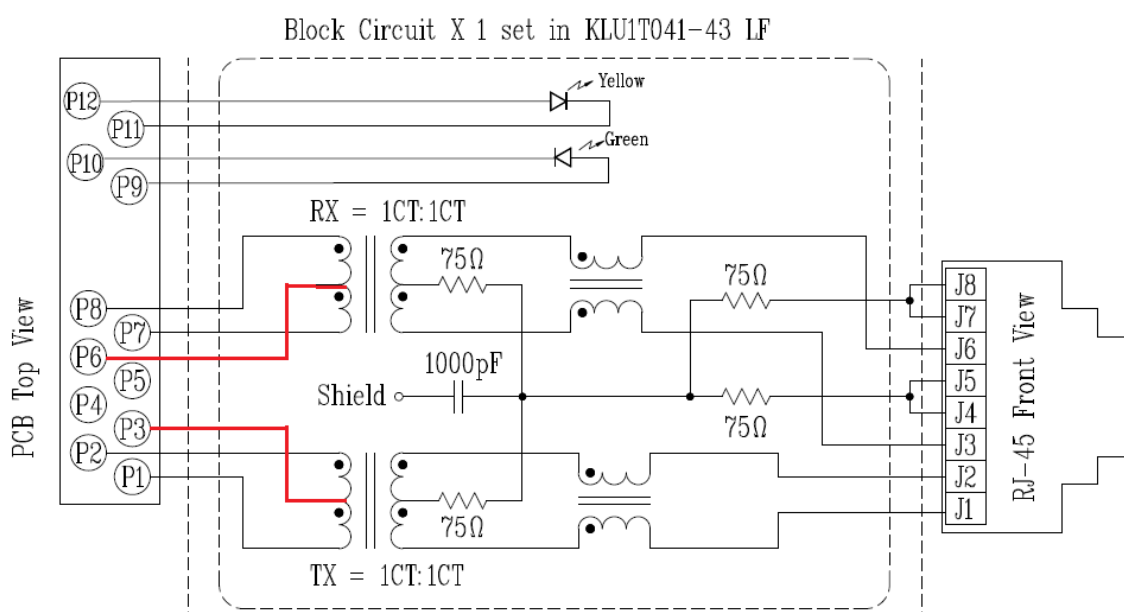 Block Circuit X 1 set in KLU1T041-43 LF
Yellow
P12
P11
Green
P10
P9
RX = 1CT:1CT
75Ω
75Ω
P8
P7
P6
P5
P4
P3
P2
P1
PCB Top View
1000pF
Shield
75Ω
75Ω
TX = 1CT:1CT
J8
J7
J6
J5
J4
J3
J2
J1
RJ-45 Front View